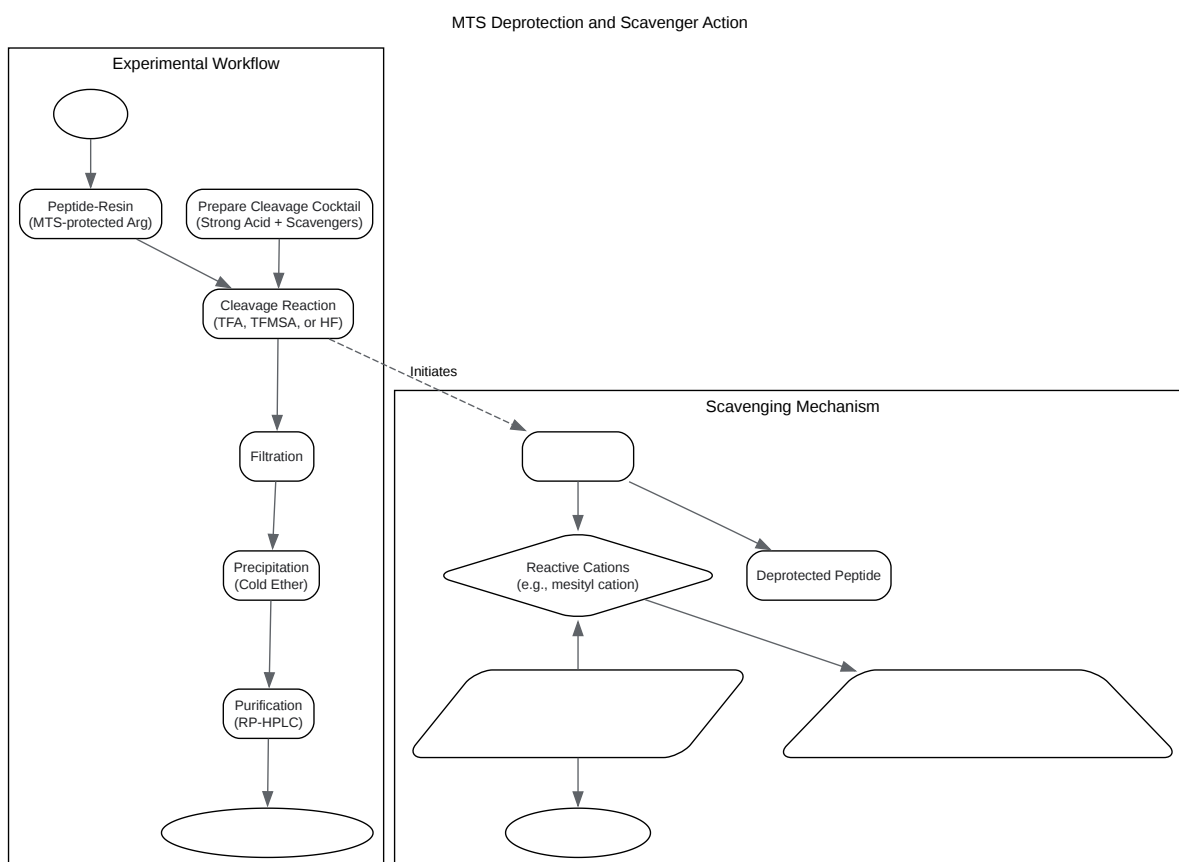 MTS Deprotection and Scavenger Action
Experimental Workflow
Peptide-Resin
(MTS-protected Arg)
Prepare Cleavage Cocktail
(Strong Acid + Scavengers)
Cleavage Reaction
(TFA, TFMSA, or HF)
Initiates
Filtration
Precipitation
(Cold Ether)
Purification
(RP-HPLC)
Scavenging Mechanism
Reactive Cations
(e.g., mesityl cation)
Deprotected Peptide